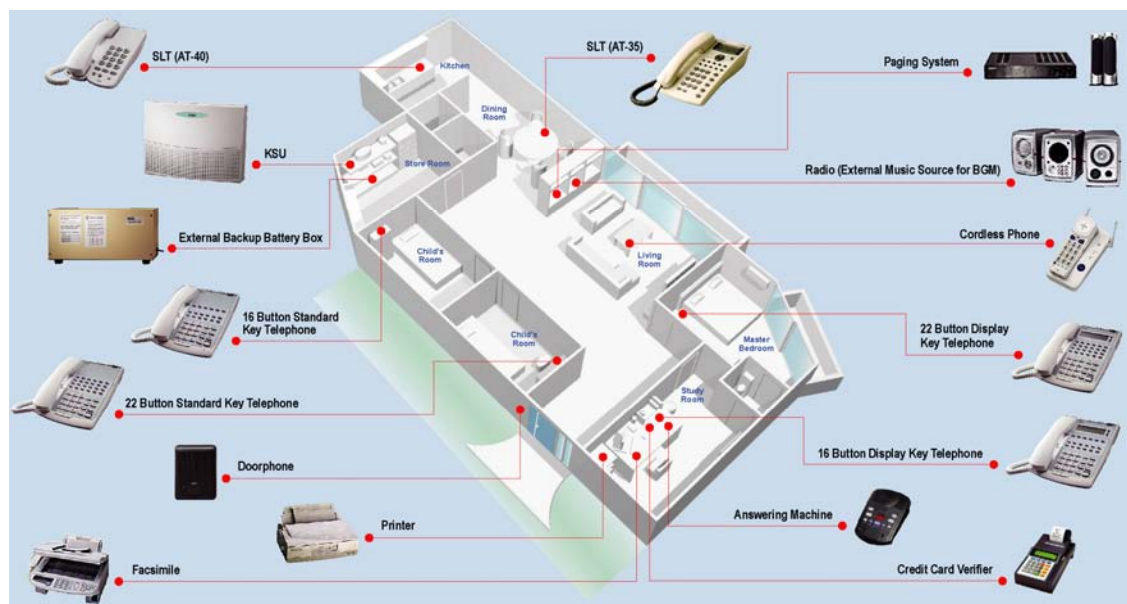 SLT (AT-40)
SLT (AT-35)
Paging System
Kitchen
Dining
Room
KSU
Store Room
Radio (External Music Source for BGM)
External Backup Battery Box
Cordless Phone
Child's
Room
Living
Room
16 Button Standard
Key Telephone
22 Button Display
Key Telephone
Child's
Room
Master
Bedroom
22 Button Standard Key Telephone
Study
Room
16 Button Display Key Telephone
Doorphone
Printer
Answering Machine
Facsimile
Credit Card Verifier